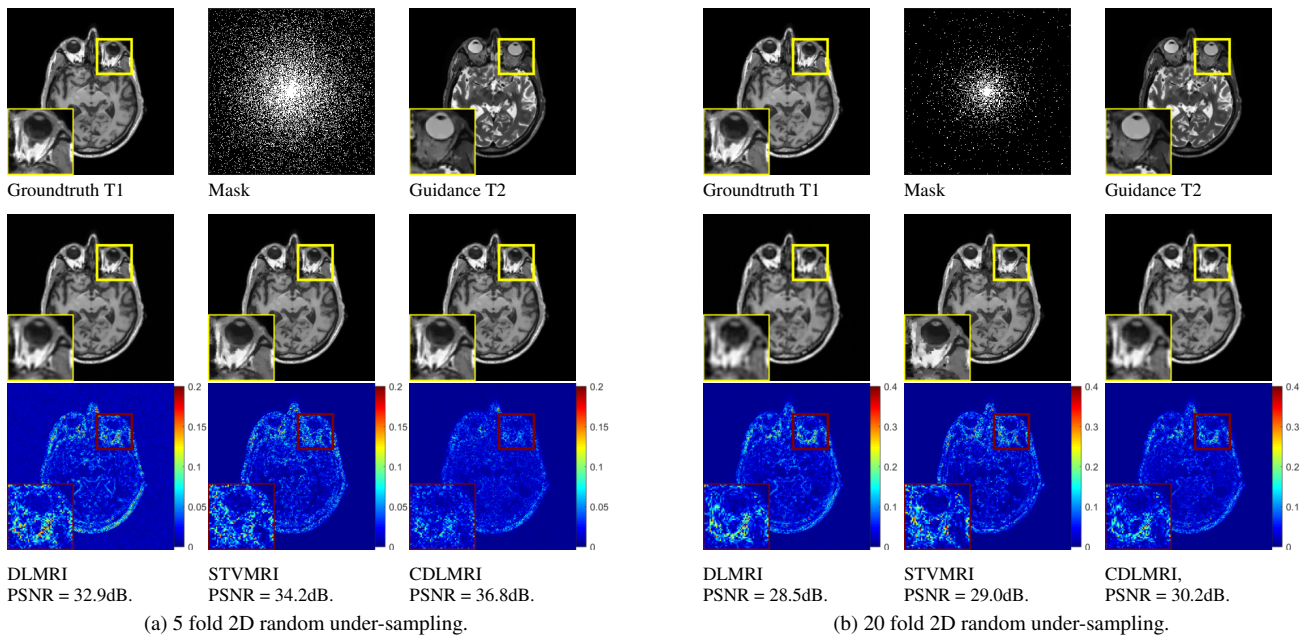 Groundtruth T1
Mask
Guidance T2
0.2
0.15
0.1
0.05
0
0.2
0.15
0.1
0.05
0
0.2
0.15
0.1
0.05
0
DLMRI
PSNR = 32.9dB.
STVMRI
PSNR = 34.2dB.
CDLMRI
PSNR = 36.8dB.
(a) 5 fold 2D random under-sampling.
Groundtruth T1
Mask
Guidance T2
0.4
0.3
0.2
0.1
0
0.4
0.3
0.2
0.1
0
0.4
0.3
0.2
0.1
0
DLMRI
PSNR = 28.5dB.
STVMRI
PSNR = 29.0dB.
CDLMRI,
PSNR = 30.2dB.
(b) 20 fold 2D random under-sampling.